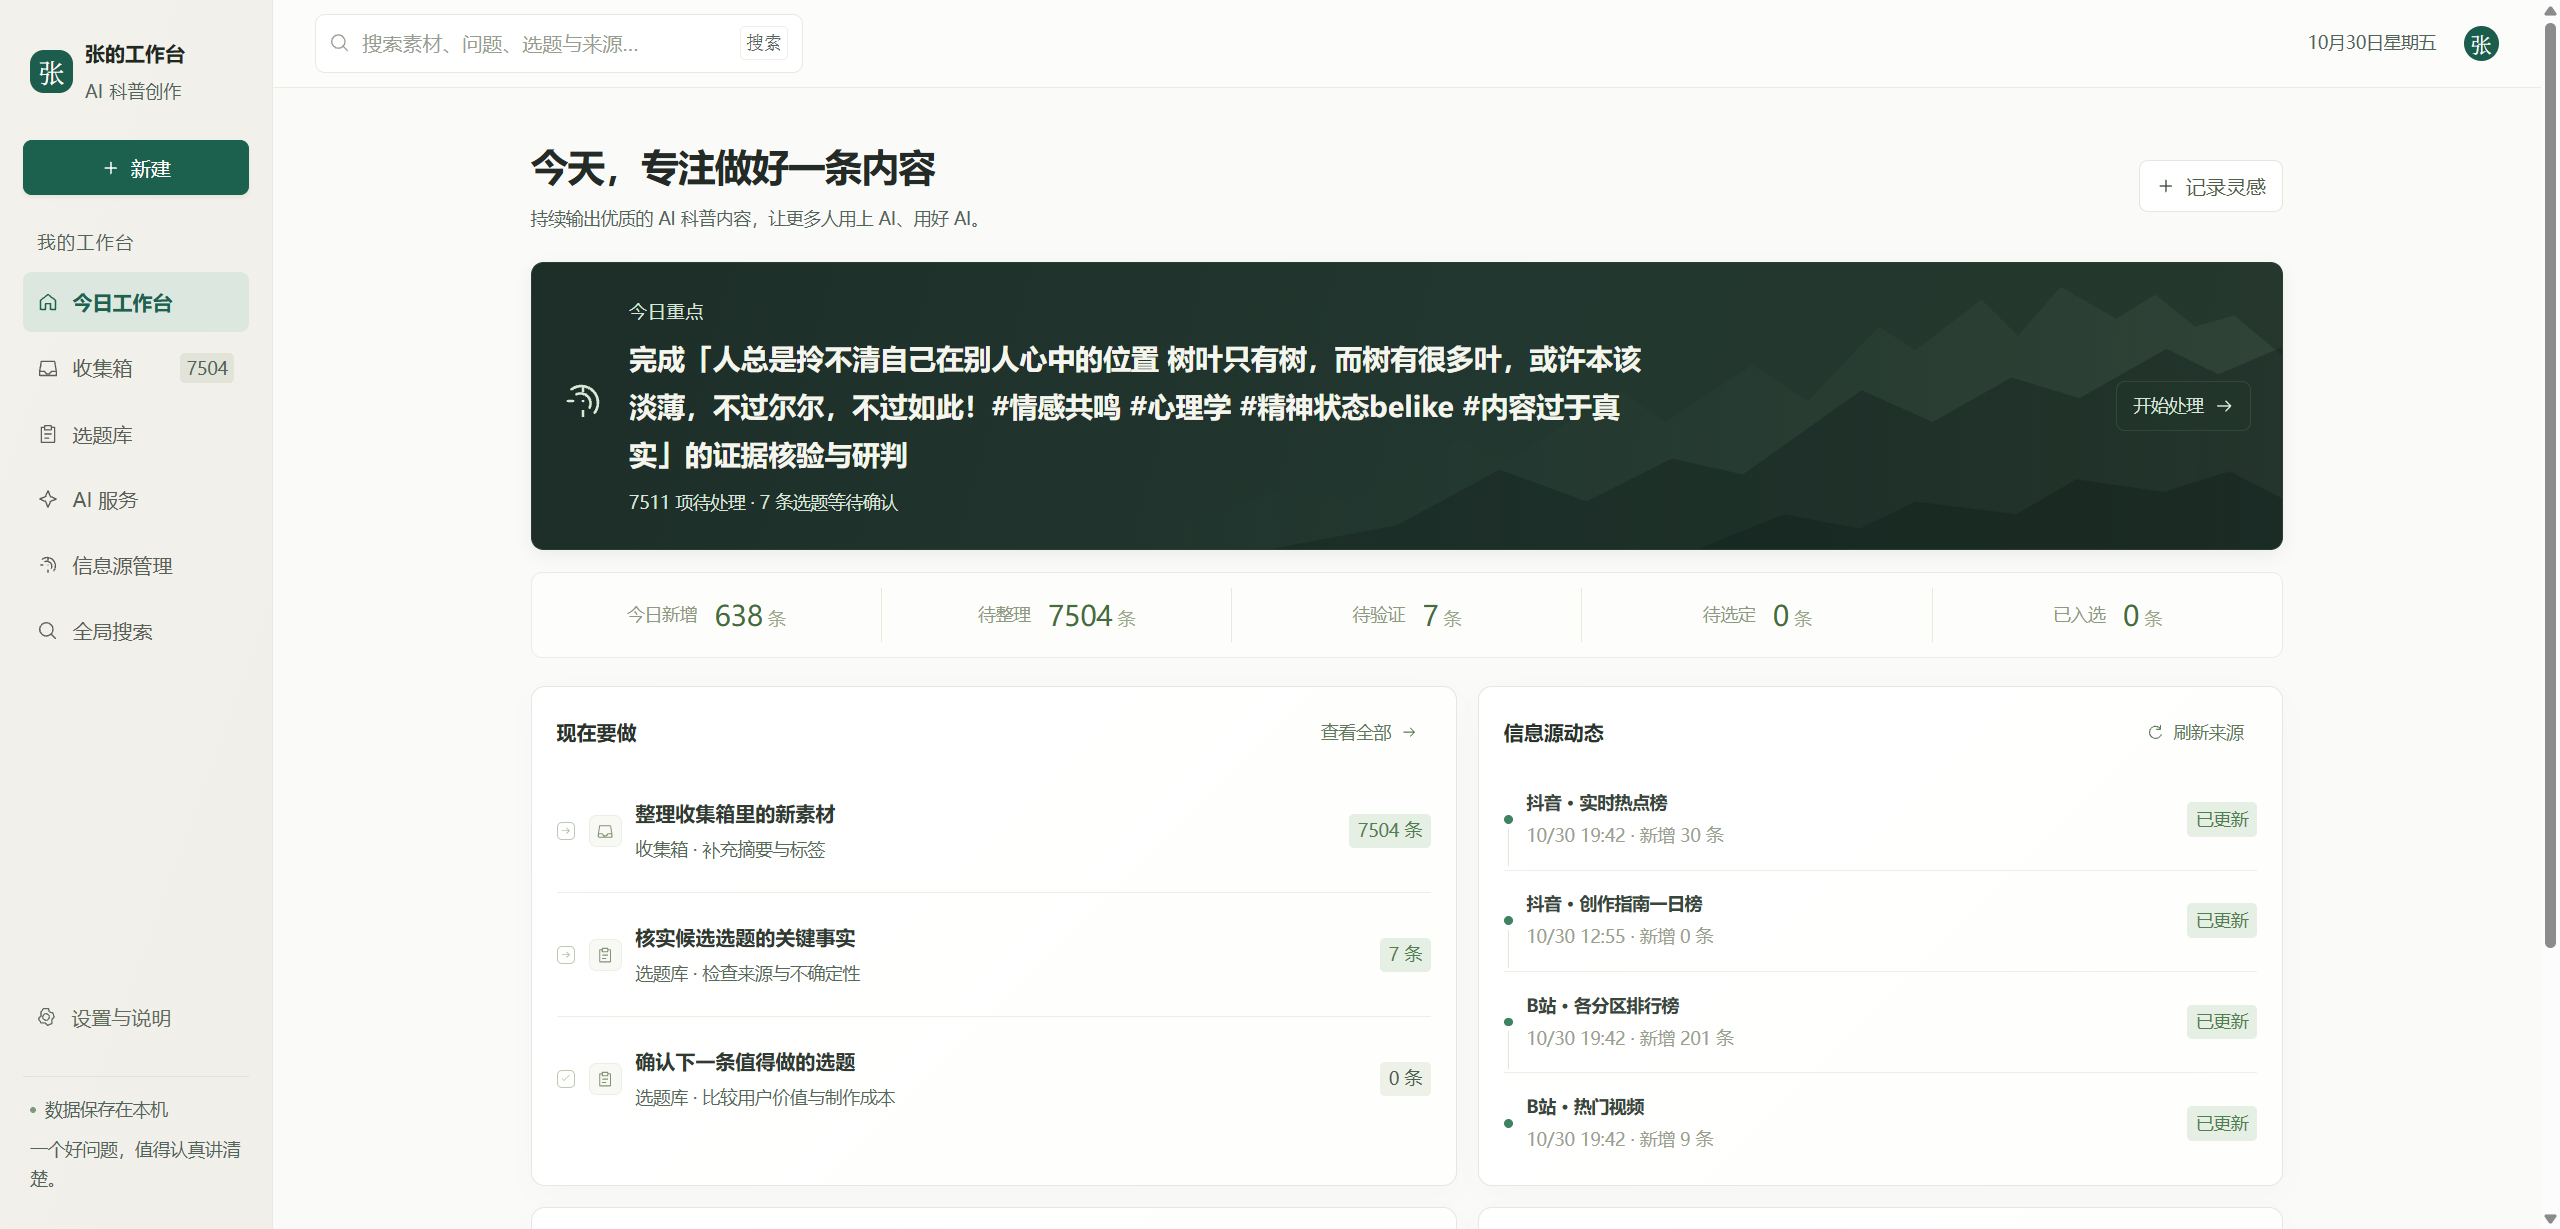 张
张的工作台
AI 科普创作
+ 新建
我的工作台
今日工作台
收集箱 7504
选题库
AI 服务
信息源管理
全局搜索
设置与说明
数据保存在本机
一个好问题，值得认真讲清
楚。
搜索素材、问题、选题与来源...
搜索
10月30日星期五
张
今天，专注做好一条内容
持续输出优质的 AI 科普内容，让更多人用上 AI、用好 AI。
+ 记录灵感
今日重点
完成「人总是拎不清自己在别人心中的位置 树叶只有树，而树有很多叶，或许本该
淡薄，不过尔尔，不过如此！#情感共鸣 #心理学 #精神状态belike #内容过于真
实」的证据核验与研判
7511 项待处理 · 7 条选题等待确认
开始处理 →
今日新增 638 条
待整理 7504 条
待验证 7 条
待选定 0 条
已入选 0 条
现在要做
查看全部 →
整理收集箱里的新素材
收集箱 · 补充摘要与标签
7504 条
核实候选选题的关键事实
选题库 · 检查来源与不确定性
7 条
确认下一条值得做的选题
选题库 · 比较用户价值与制作成本
0 条
信息源动态
刷新来源
抖音 • 实时热点榜
10/30 19:42 · 新增 30 条
已更新
抖音 • 创作指南一日榜
10/30 12:55 · 新增 0 条
已更新
B站 • 各分区排行榜
10/30 19:42 · 新增 201 条
已更新
B站 • 热门视频
10/30 19:42 · 新增 9 条
已更新